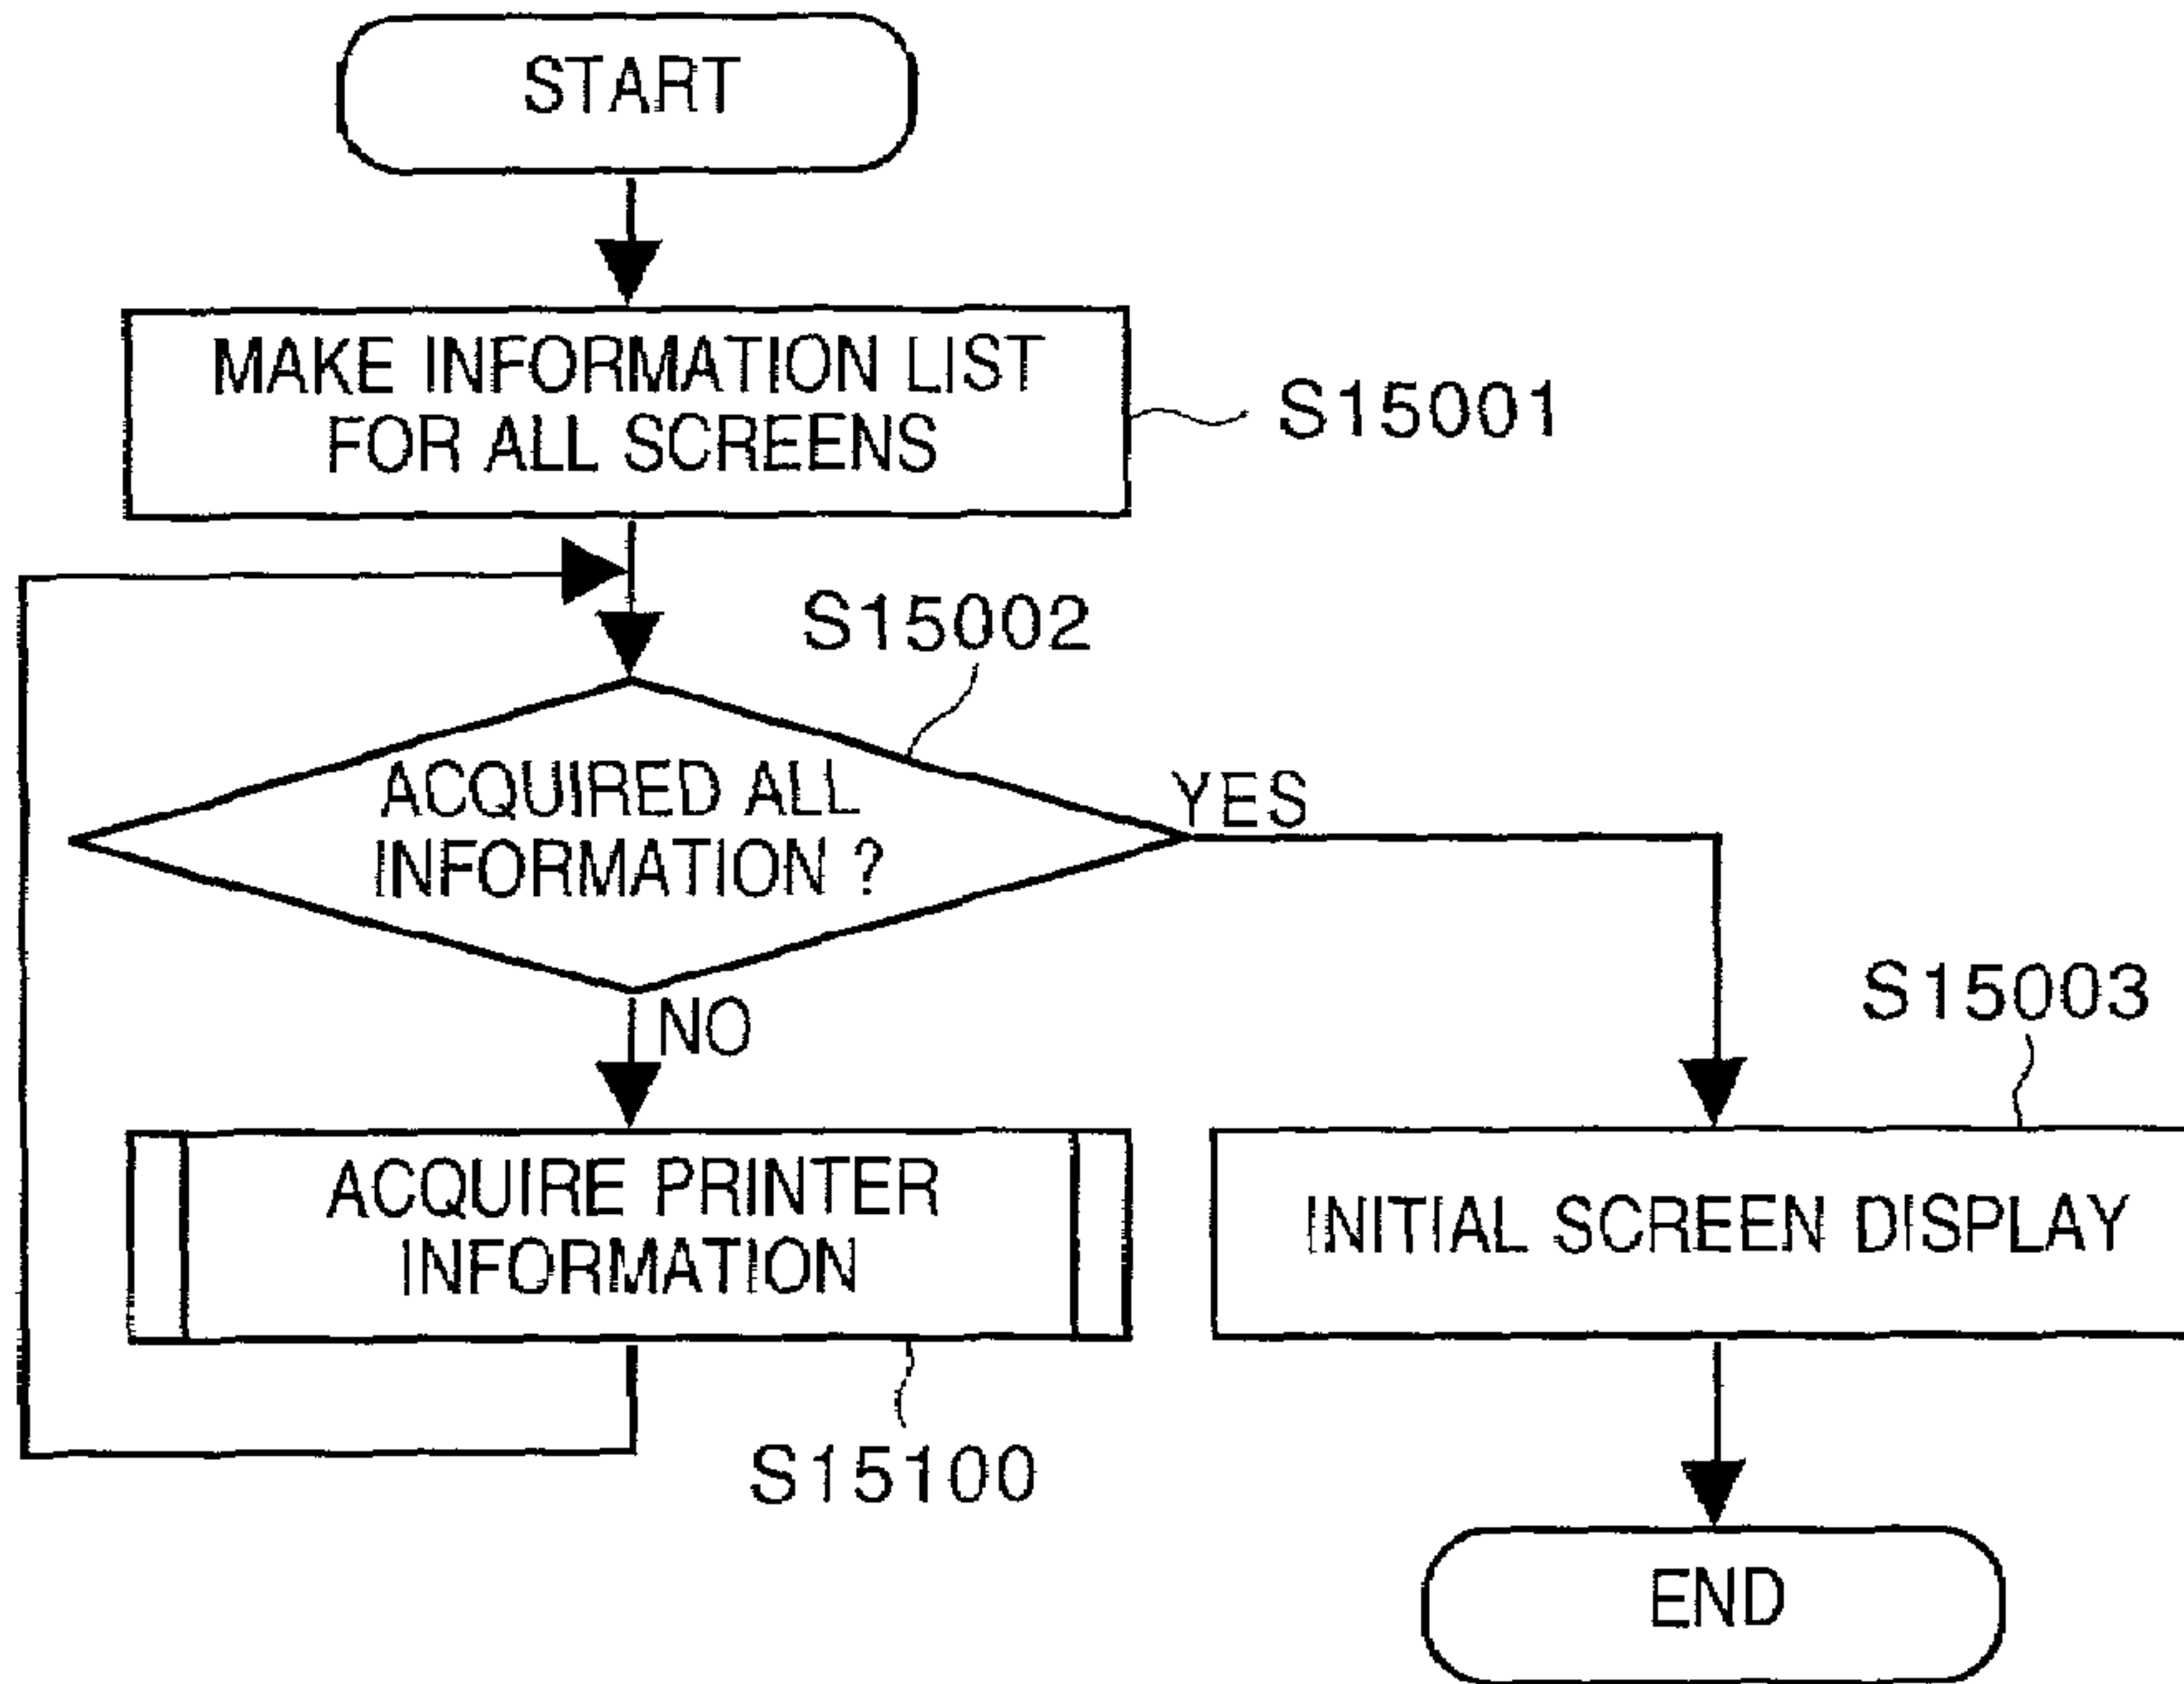 START
MAKE INFORMATION LIST
FOR ALL SCREENS
S15001
S15002
ACQUIRED ALL
INFORMATION ?
YES
NO
S15003
ACQUIRE PRINTER
INFORMATION
INITIAL SCREEN DISPLAY
S15100
END